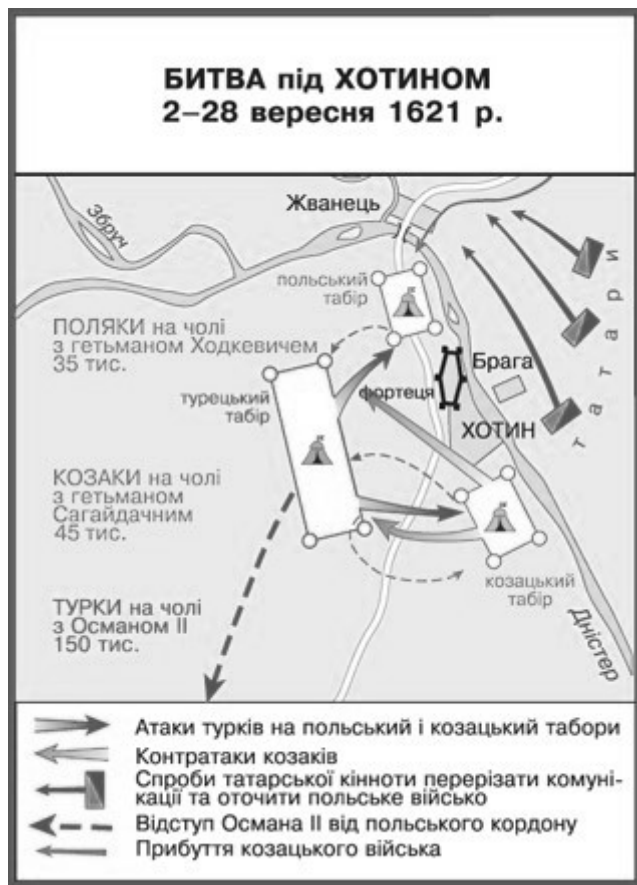 БИТВА під ХОТИНОМ
2–28 вересня 1621 р.
Збруч
Жванець
польський
табір
ПОЛЯКИ на чолі
з гетьманом Ходкевичем
35 тис.
турецький
табір
фортеця
Брага
ХОТИН
татари
КОЗАКИ на чолі
з гетьманом
Сагайдачним
45 тис.
козацький
табір
Дністер
ТУРКИ на чолі
з Османом II
150 тис.
Атаки турків на польський і козацький табори
Контратаки козаків
Спроби татарської кінноти перерізати комуні-
кації та оточити польське військо
Відступ Османа II від польського кордону
Прибуття козацького війська